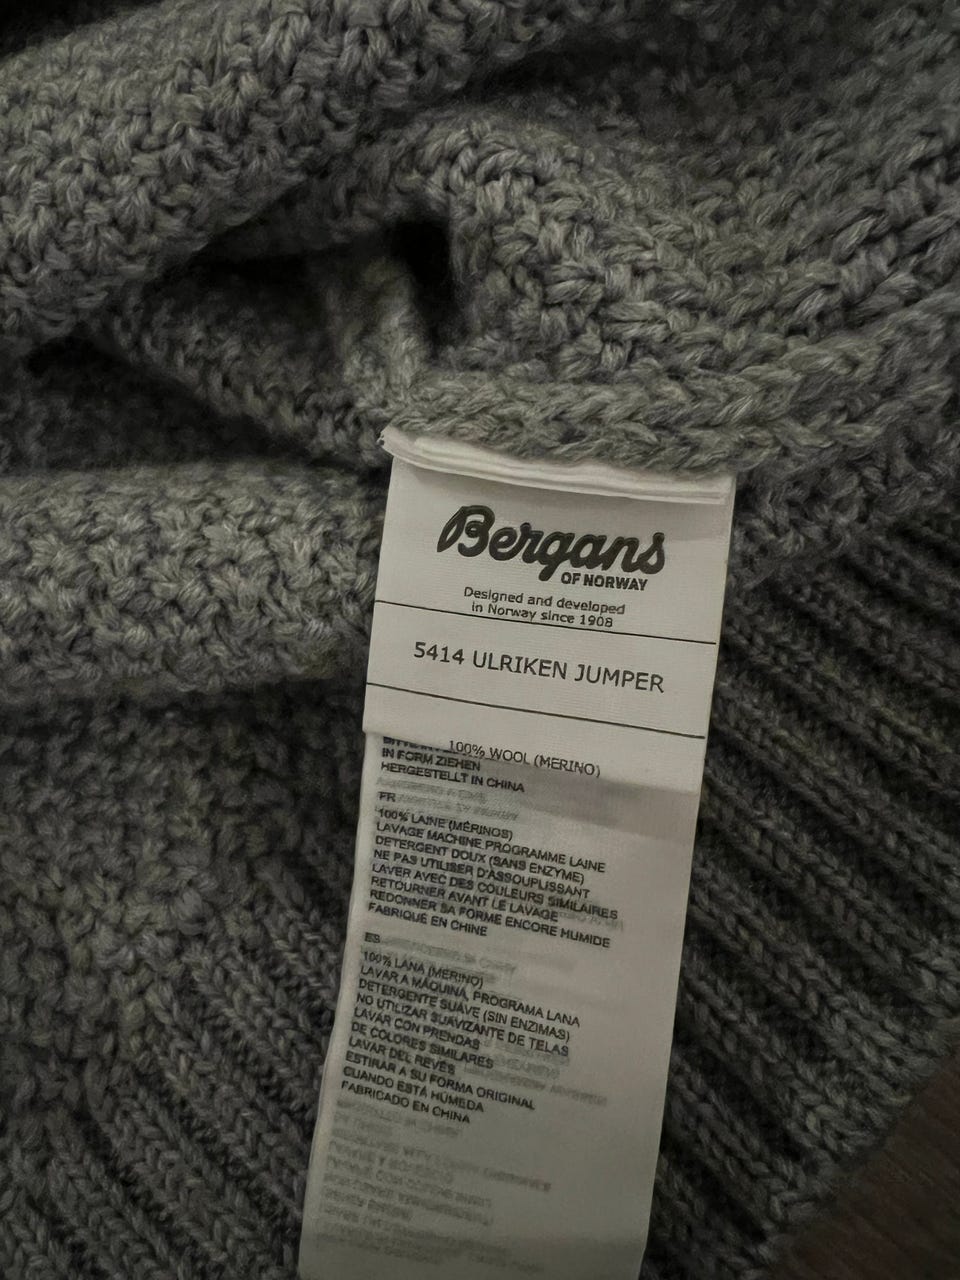 Bergans
OF NORWAY
Designed and developed
in Norway since 1908
5414 ULRIKEN JUMPER
100% WOOL (MERINO)
IN FORM ZIEHEN
HERGESTELLT IN CHINA
FR
100% LAINE (MÉRINOS)
LAVAGE MACHINE PROGRAMME LAINE
DETERGENT DOUX (SANS ENZYME)
NE PAS UTILISER D'ASSOUPLISSANT
LAVER AVEC DES COULEURS SIMILAIRES
RETOURNER AVANT LE LAVAGE
REDONNER SA FORME ENCORE HUMIDE
FABRIQUÉ EN CHINE
ES
100% LANA (MERINO)
LAVAR A MÁQUINA, PROGRAMA LANA
DETERGENTE SUAVE (SIN ENZIMAS)
NO UTILIZAR SUAVIZANTE DE TELAS
LAVAR CON PRENDAS
DE COLORES SIMILARES
LAVAR DEL REVÉS
ESTIRAR A SU FORMA ORIGINAL
CUANDO ESTÁ HÚMEDA
FABRICADO EN CHINA